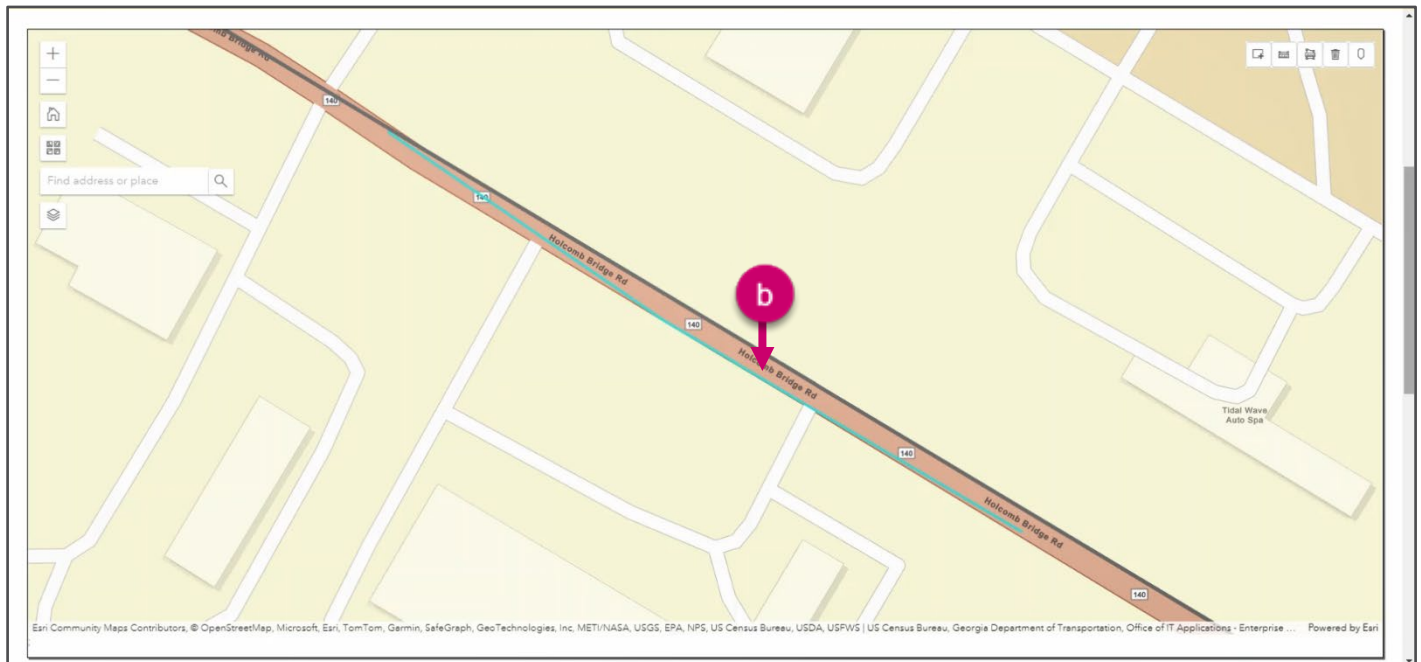 omb Bridge Rd
140
Find address or place
140
Holcomb Bridge Rd
b
140
Holcomb Bridge Rd
Tidal Wave
Auto Spa
140
Holcomb Bridge Rd
140
Esri Community Maps Contributors, © OpenStreetMap, Microsoft, Esri, TomTom, Garmin, SafeGraph, GeoTechnologies, Inc, METI/NASA, USGS, EPA, NPS, US Census Bureau, USDA, USFWS | US Census Bureau, Georgia Department of Transportation, Office of IT Applications - Enterprise ... Powered by Esri